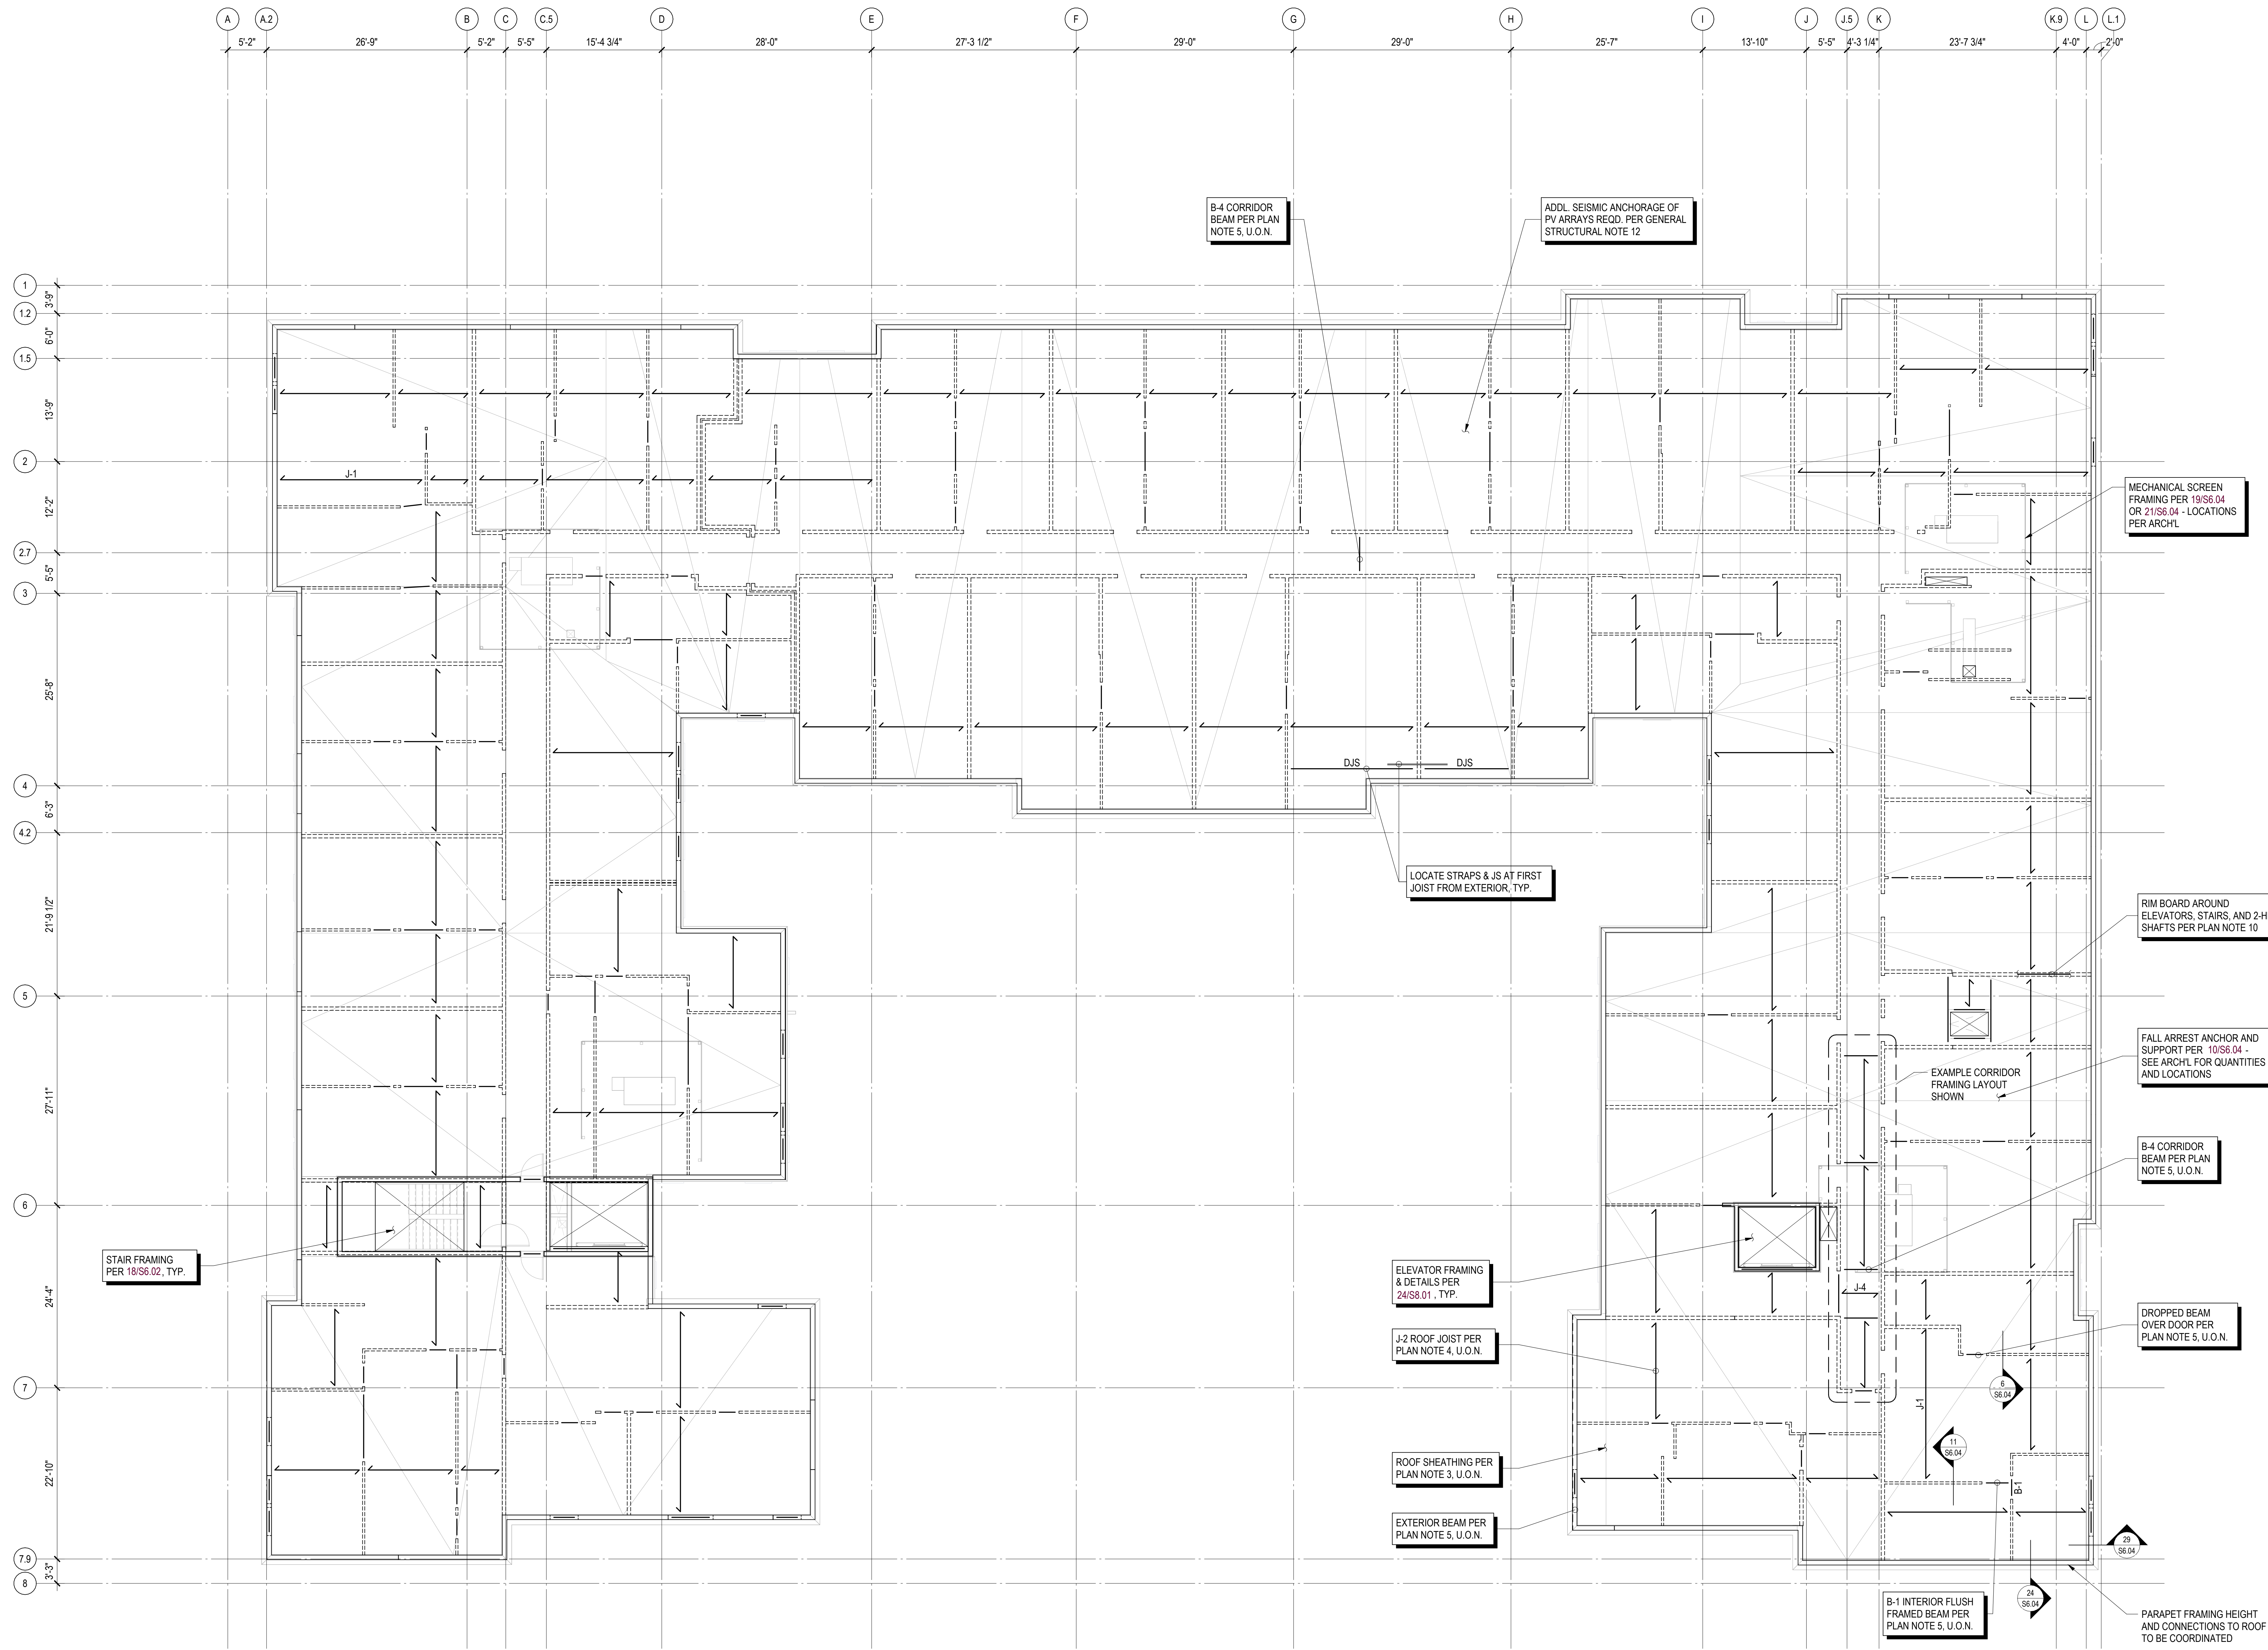 A A.2 B C C.5 D E F G H I J J.5 K K.9 L L.1
5'-2" 26'-9" 5'-2" 5'-5" 15'-4 3/4" 28'-0" 27'-3 1/2" 29'-0" 29'-0" 25'-7" 13'-10" 5'-5" 4'-3 1/4" 23'-7 3/4" 4'-0" 2'-0"
B-4 CORRIDOR
BEAM PER PLAN
NOTE 5, U.O.N.
ADDL. SEISMIC ANCHORAGE OF
PV ARRAYS REQD. PER GENERAL
STRUCTURAL NOTE 12
1
3'-9"
1.2
6'-0"
1.5
13'-9"
2
12'-2"
2.7
5'-5"
3
25'-8"
4
6'-3"
4.2
21'-9 1/2"
5
27'-11"
6
24'-4"
7
22'-10"
7.9
3'-3"
8
J-1
MECHANICAL SCREEN
FRAMING PER 19/S6.04
OR 21/S6.04 - LOCATIONS
PER ARCH'L
DJS
DJS
LOCATE STRAPS & JS AT FIRST
JOIST FROM EXTERIOR, TYP.
RIM BOARD AROUND
ELEVATORS, STAIRS, AND 2-H
SHAFTS PER PLAN NOTE 10
FALL ARREST ANCHOR AND
SUPPORT PER 10/S6.04 -
SEE ARCH'L FOR QUANTITIES
AND LOCATIONS
EXAMPLE CORRIDOR
FRAMING LAYOUT
SHOWN
B-4 CORRIDOR
BEAM PER PLAN
NOTE 5, U.O.N.
STAIR FRAMING
PER 18/S6.02, TYP.
ELEVATOR FRAMING
& DETAILS PER
24/S8.01 , TYP.
J-4
DROPPED BEAM
OVER DOOR PER
PLAN NOTE 5, U.O.N.
J-2 ROOF JOIST PER
PLAN NOTE 4, U.O.N.
6
S6.04
J-1
11
S6.04
ROOF SHEATHING PER
PLAN NOTE 3, U.O.N.
B-1
EXTERIOR BEAM PER
PLAN NOTE 5, U.O.N.
29
S6.04
24
S6.04
B-1 INTERIOR FLUSH
FRAMED BEAM PER
PLAN NOTE 5, U.O.N.
PARAPET FRAMING HEIGHT
AND CONNECTIONS TO ROOF
TO BE COORDINATED